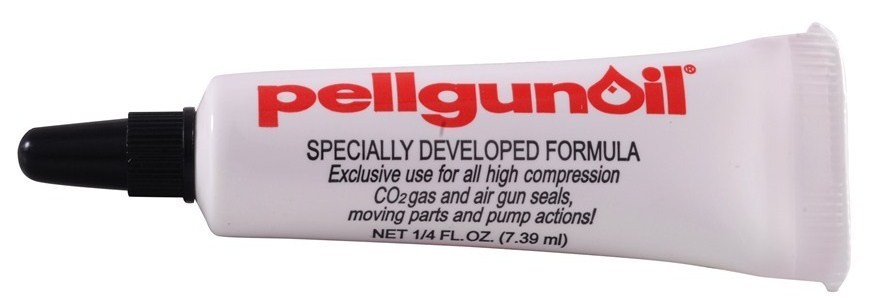 pellgunoil®
SPECIALLY DEVELOPED FORMULA
Exclusive use for all high compression
CO2 gas and air gun seals,
moving parts and pump actions!
NET 1/4 FL. OZ. (7.39 ml)